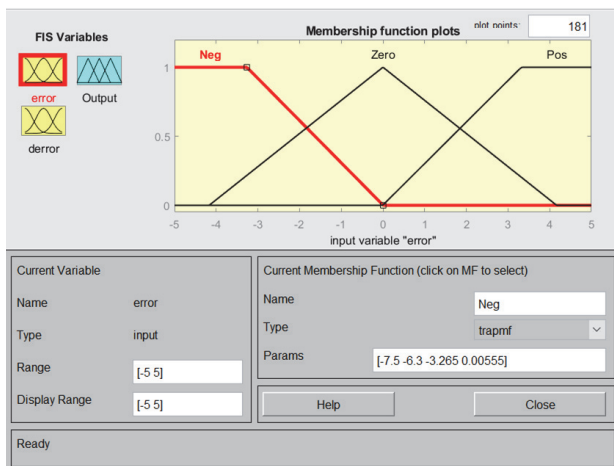 FIS Variables
error
Output
derror
Membership function plots
plot points:
181
Neg
Zero
Pos
1
0.5
0
-5 -4 -3 -2 -1 0 1 2 3 4 5
input variable "error"
Current Variable
Name error
Type input
Range [-5 5]
Display Range [-5 5]
Current Membership Function (click on MF to select)
Name Neg
Type trapmf
Params [-7.5 -6.3 -3.265 0.00555]
Help
Close
Ready